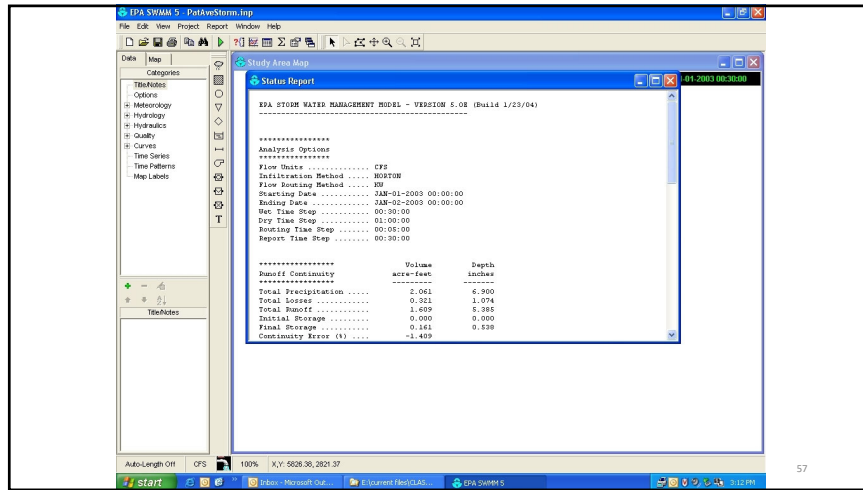 EPA SWMM 5 - PatAveStorm.inp
File Edit View Project Report Window Help
Data Map
Categories
Title/Notes
Options
Meteorology
Hydrology
Hydraulics
Quality
Curves
Time Series
Time Patterns
Map Labels
Title/Notes
T
Study Area Map
-01-2003 00:30:00
Status Report
EPA STORM WATER MANAGEMENT MODEL - VERSION 5.0E (Build 1/23/04)
--------------------------------------------------------------
****************
Analysis Options
****************
Flow Units ............... CFS
Infiltration Method ..... HORTON
Flow Routing Method ..... KW
Starting Date ........... JAN-01-2003 00:00:00
Ending Date ............. JAN-02-2003 00:00:00
Wet Time Step ........... 00:30:00
Dry Time Step ........... 01:00:00
Routing Time Step ....... 00:05:00
Report Time Step ........ 00:30:00
***************** Volume Depth
Runoff Continuity acre-feet inches
***************** --------- -------
Total Precipitation ..... 2.061 6.900
Total Losses ............ 0.321 1.074
Total Runoff ............ 1.609 5.385
Initial Storage ......... 0.000 0.000
Final Storage ........... 0.161 0.538
Continuity Error (%) .... -1.409
Auto-Length Off CFS 100% X,Y: 5826.38, 2821.37
start Inbox - Microsoft Out... E:\current files\CLAS... EPA SWMM 5 3:12 PM
57